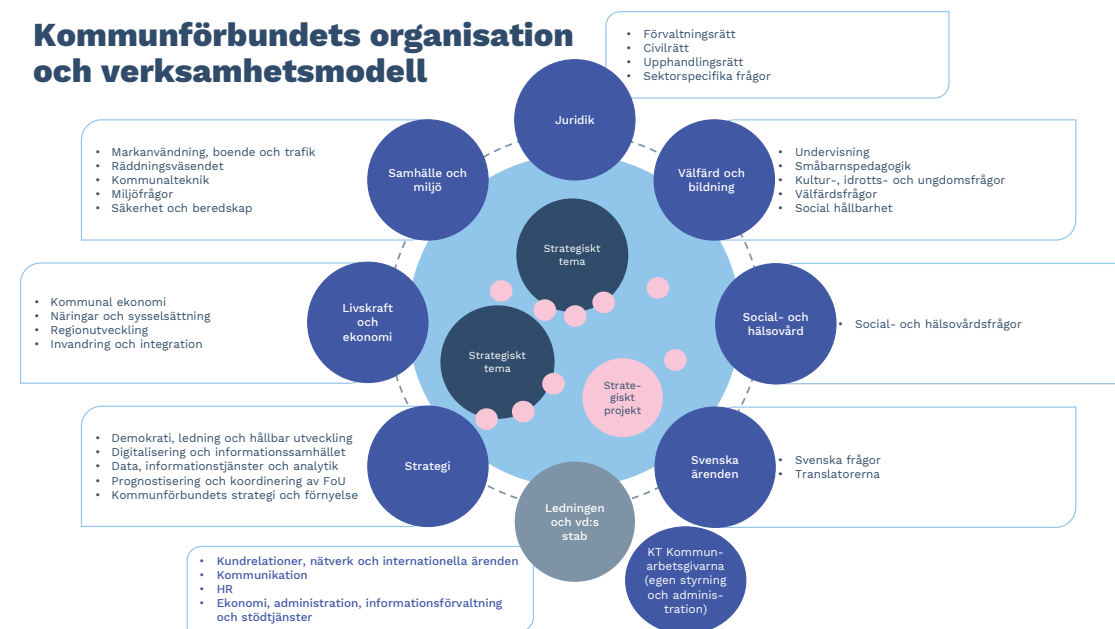 Kommunförbundets organisation
och verksamhetsmodell
• Förvaltningsrätt
• Civilrätt
• Upphandlingsrätt
• Sektorspecifika frågor
Juridik
• Markanvändning, boende och trafik
• Räddningsväsendet
• Kommunalteknik
• Miljöfrågor
• Säkerhet och beredskap
Samhälle och
miljö
Välfärd och
bildning
• Undervisning
• Småbarnspedagogik
• Kultur-, idrotts- och ungdomsfrågor
• Välfärdsfrågor
• Social hållbarhet
Strategiskt
tema
• Kommunal ekonomi
• Näringar och sysselsättning
• Regionutveckling
• Invandring och integration
Livskraft
och
ekonomi
Social- och
hälsovård
• Social- och hälsovårdsfrågor
Strategiskt
tema
Strate-
giskt
projekt
• Demokrati, ledning och hållbar utveckling
• Digitalisering och informationssamhället
• Data, informationstjänster och analytik
• Prognostisering och koordinering av FoU
• Kommunförbundets strategi och förnyelse
Strategi
Svenska
ärenden
• Svenska frågor
• Translatorerna
Ledningen
och vd:s
stab
• Kundrelationer, nätverk och internationella ärenden
• Kommunikation
• HR
• Ekonomi, administration, informationsförvaltning
och stödtjänster
KT Kommun-
arbetsgivarna
(egen styrning
och adminis-
tration)